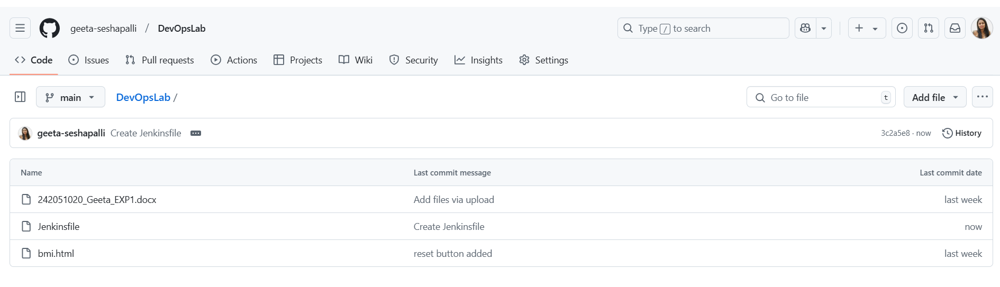 geeta-seshapalli / DevOpsLab
Type / to search
Code Issues Pull requests Actions Projects Wiki Security Insights Settings
main DevOpsLab / Go to file t Add file
geeta-seshapalli Create Jenkinsfile 3c2a5e8 · now History
Name Last commit message Last commit date
242051020_Geeta_EXP1.docx Add files via upload last week
Jenkinsfile Create Jenkinsfile now
bmi.html reset button added last week